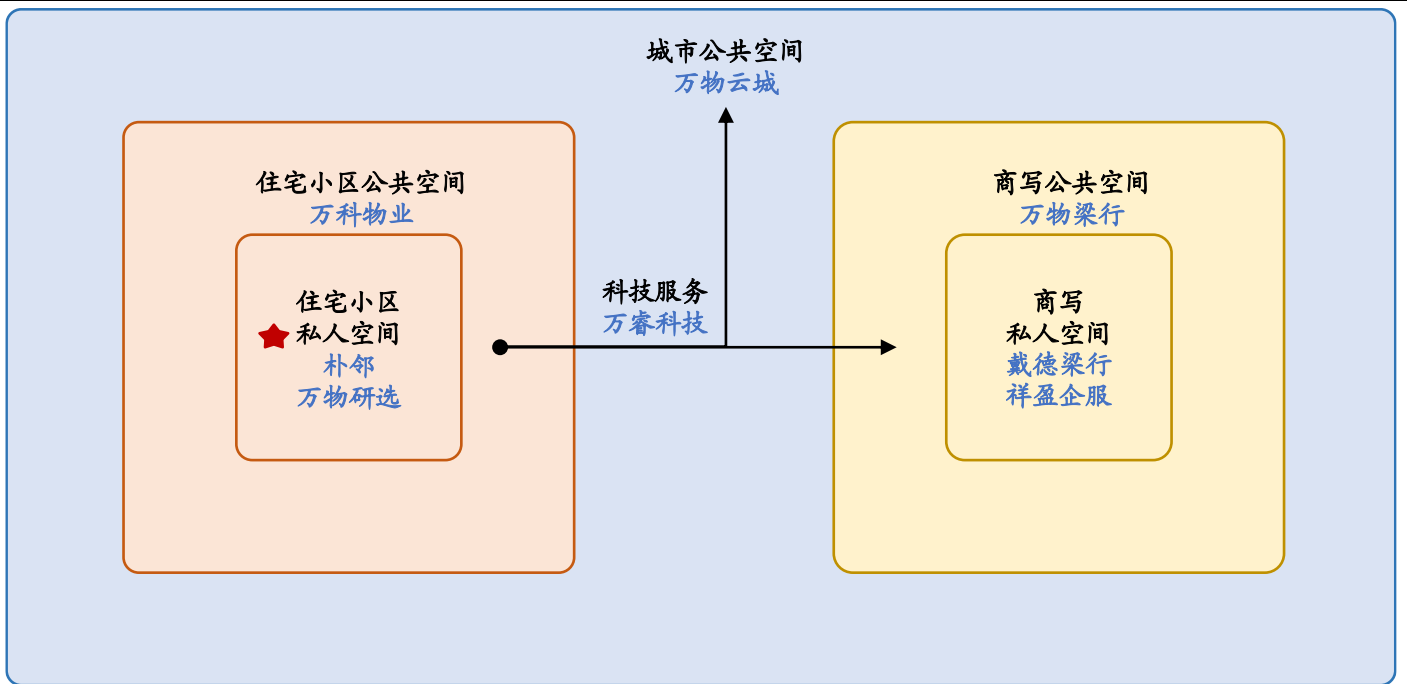 城市公共空间
万物云城
住宅小区公共空间
万科物业
商写公共空间
万物梁行
住宅小区
私人空间
朴邻
万物研选
科技服务
万睿科技
商写
私人空间
戴德梁行
祥盈企服